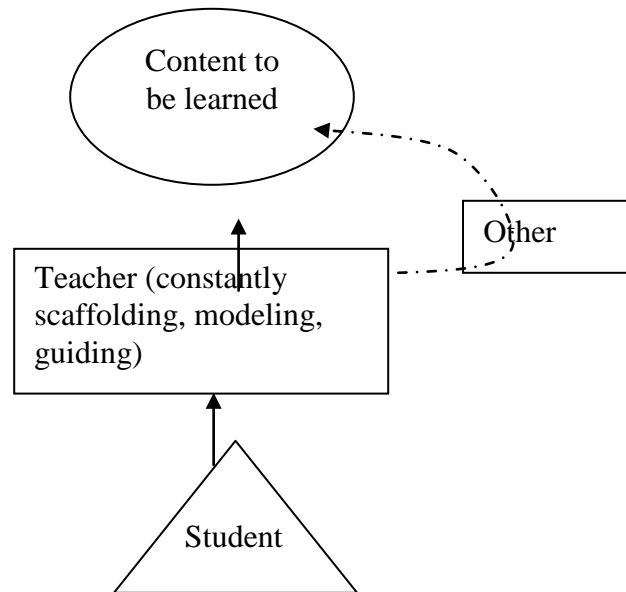 Content to
be learned
Other
Teacher (constantly
scaffolding, modeling,
guiding)
Student